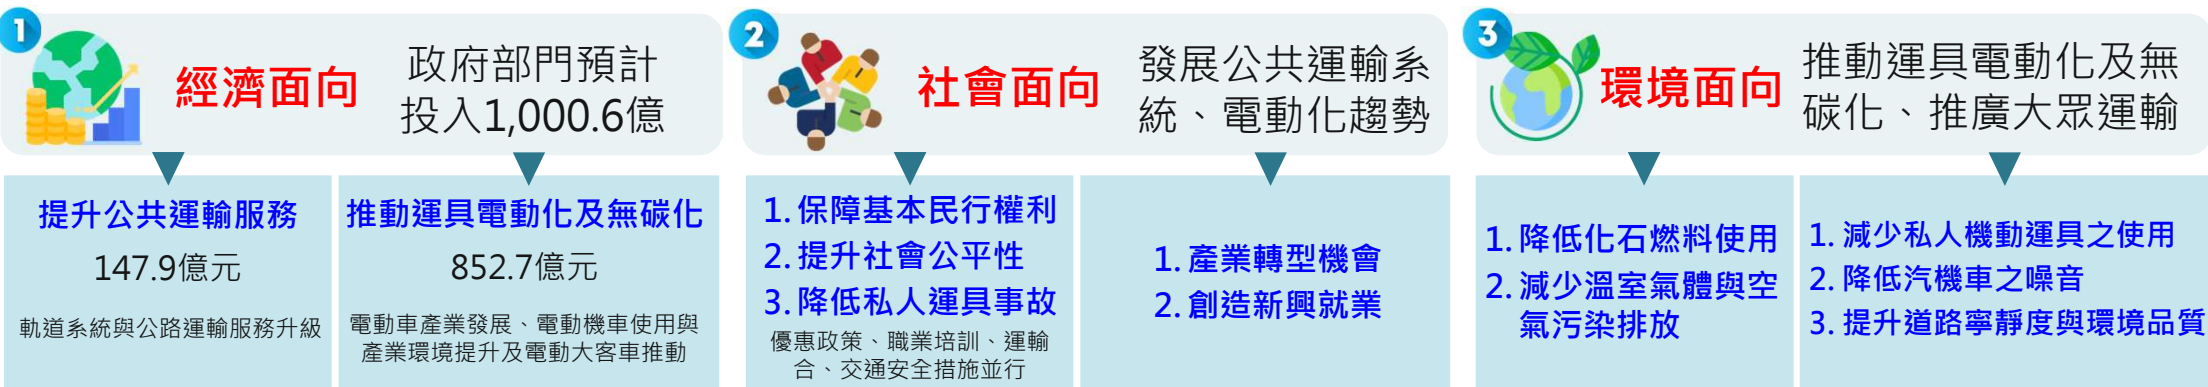 1
經濟面向
政府部門預計
投入1,000.6億
提升公共運輸服務
147.9億元
軌道系統與公路運輸服務升級
推動運具電動化及無碳化
852.7億元
電動車產業發展、電動機車使用與
產業環境提升及電動大客車推動
2
社會面向
發展公共運輸系
統、電動化趨勢
1. 保障基本民行權利
2. 提升社會公平性
3. 降低私人運具事故
優惠政策、職業培訓、運輸
合、交通安全措施並行
1. 產業轉型機會
2. 創造新興就業
3
環境面向
推動運具電動化及無
碳化、推廣大眾運輸
1. 降低化石燃料使用
2. 減少溫室氣體與空
氣污染排放
1. 減少私人機動運具之使用
2. 降低汽機車之噪音
3. 提升道路寧靜度與環境品質